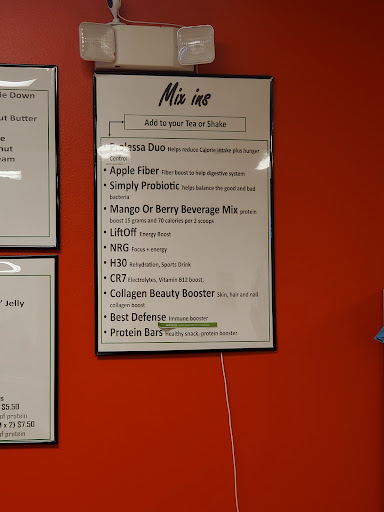 le Down
ut Butter
e
nut
eam
Mix ins
Add to your Tea or Shake
Duo Helps reduce Calorie intake plus hunger
control
• Apple Fiber Fiber boost to help digestive system
• Simply Probiotic helps balance the good and bad
bacteria
• Mango Or Berry Beverage Mix protein
boost 15 grams and 70 calories per 2 scoops
• LiftOff Energy Boost
• NRG Focus + energy
• H30 Rehydration, Sports Drink
• CR7 Electrolytes, Vitamin B12 boost,
• Collagen Beauty Booster Skin, hair and nail
collagen boost
• Best Defense Immune booster
• Protein Bars Healthy snack, protein booster
' Jelly
s
$5.50
of protein
x 2) $7.50
of protein